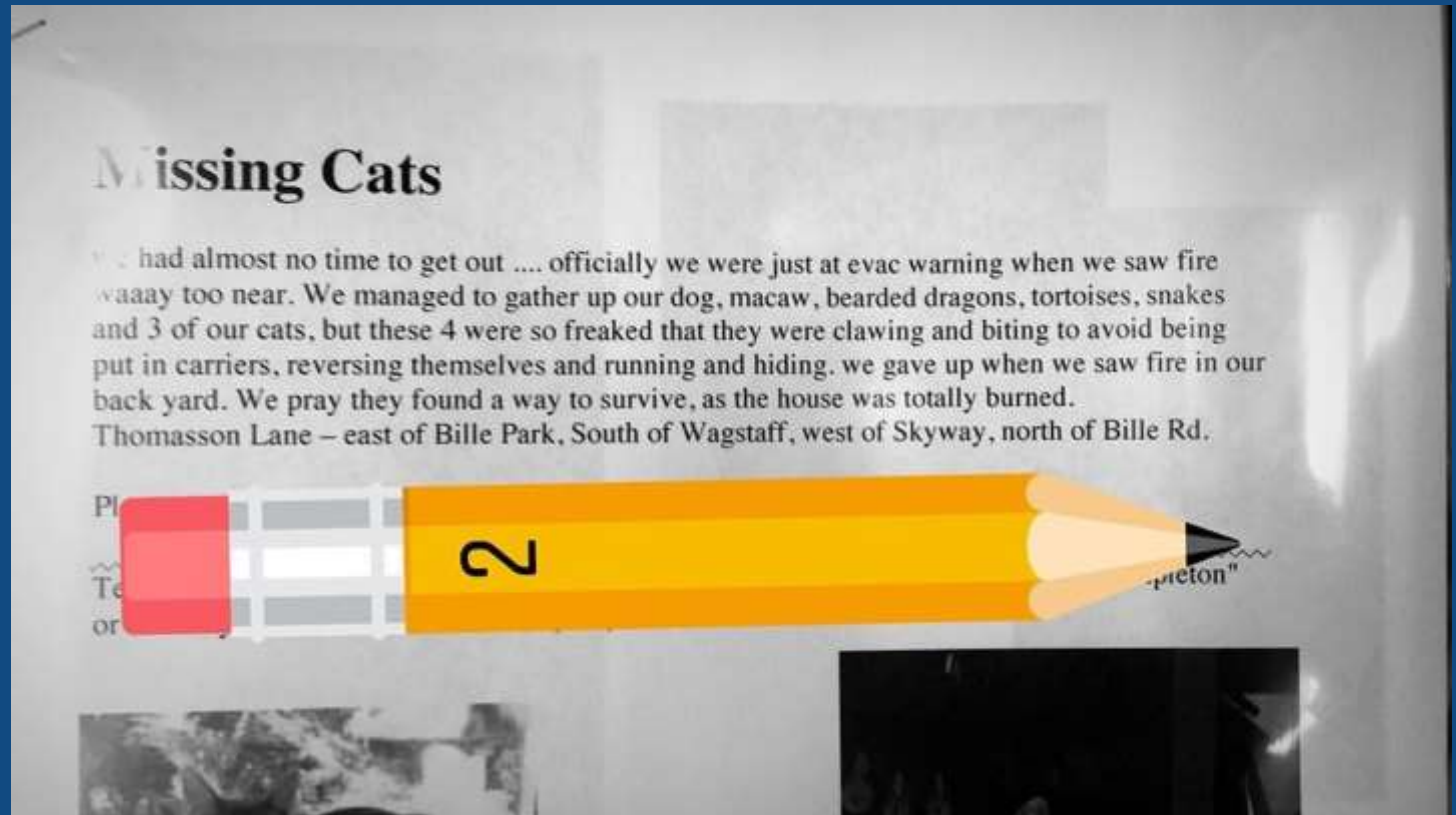 Missing Cats
had almost no time to get out .... officially we were just at evac warning when we saw fire
waaay too near. We managed to gather up our dog, macaw, bearded dragons, tortoises, snakes
and 3 of our cats, but these 4 were so freaked that they were clawing and biting to avoid being
put in carriers, reversing themselves and running and hiding. we gave up when we saw fire in our
back yard. We pray they found a way to survive, as the house was totally burned.
Thomasson Lane – east of Bille Park, South of Wagstaff, west of Skyway, north of Bille Rd.
2
or